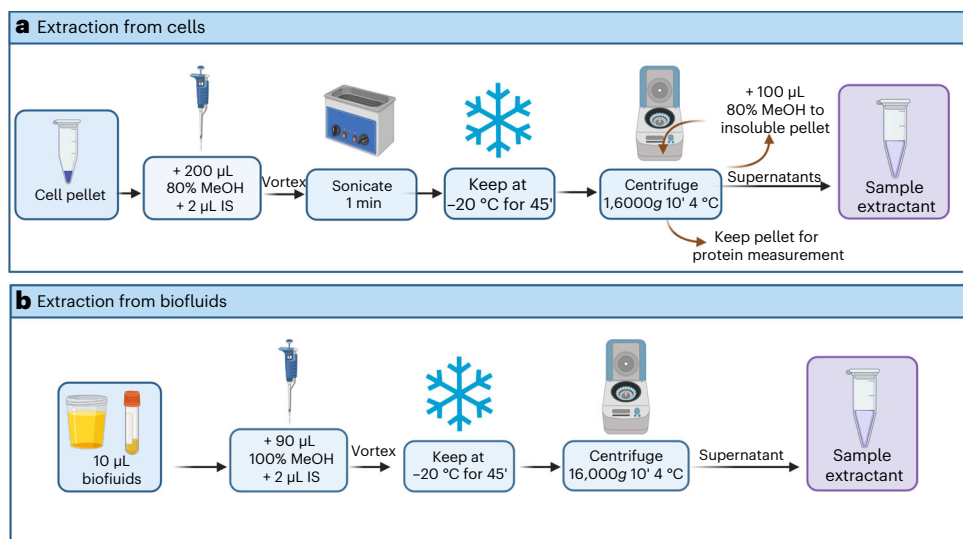 a Extraction from cells
Cell pellet
+ 200 µL
80% MeOH
+ 2 µL IS
Vortex
Sonicate
1 min
Keep at
–20 °C for 45'
Centrifuge
1,6000g 10' 4 °C
+ 100 µL
80% MeOH to
insoluble pellet
Supernatants
Keep pellet for
protein measurement
Sample
extractant
b Extraction from biofluids
10 µL
biofluids
+ 90 µL
100% MeOH
+ 2 µL IS
Vortex
Keep at
–20 °C for 45'
Centrifuge
16,000g 10' 4 °C
Supernatant
Sample
extractant